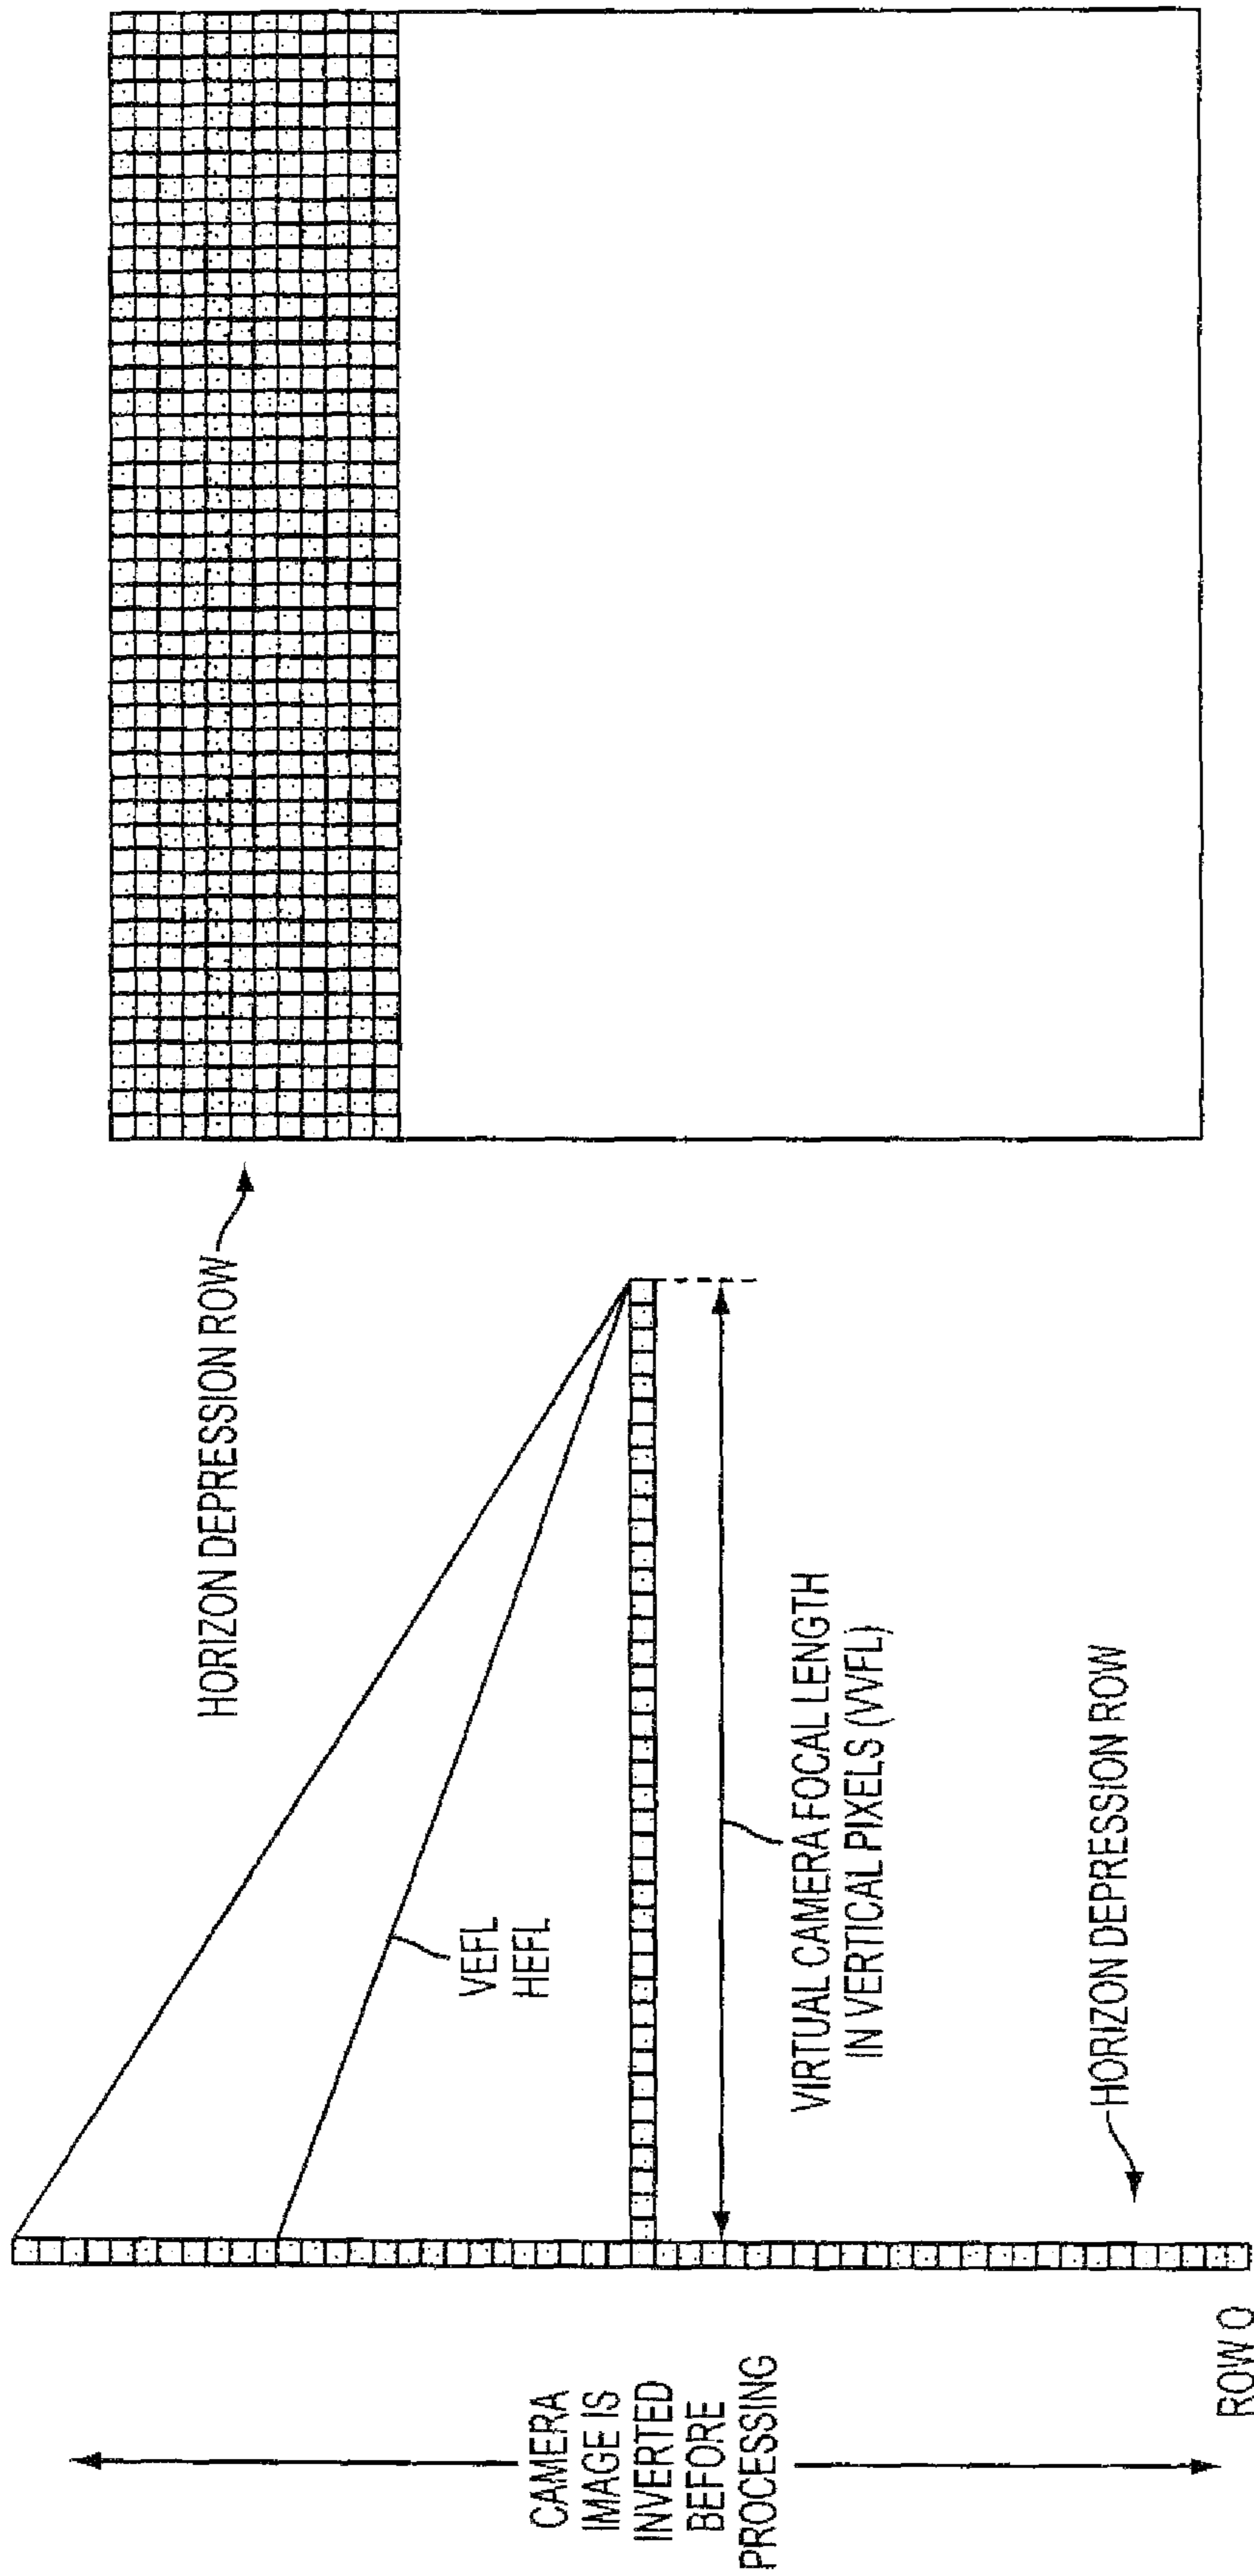 HORIZON DEPRESSION ROW
VEFL
HEFL
CAMERA
IMAGE IS
INVERTED
BEFORE
PROCESSING
VIRTUAL CAMERA FOCAL LENGTH
IN VERTICAL PIXELS (VVFL)
HORIZON DEPRESSION ROW
ROW 0